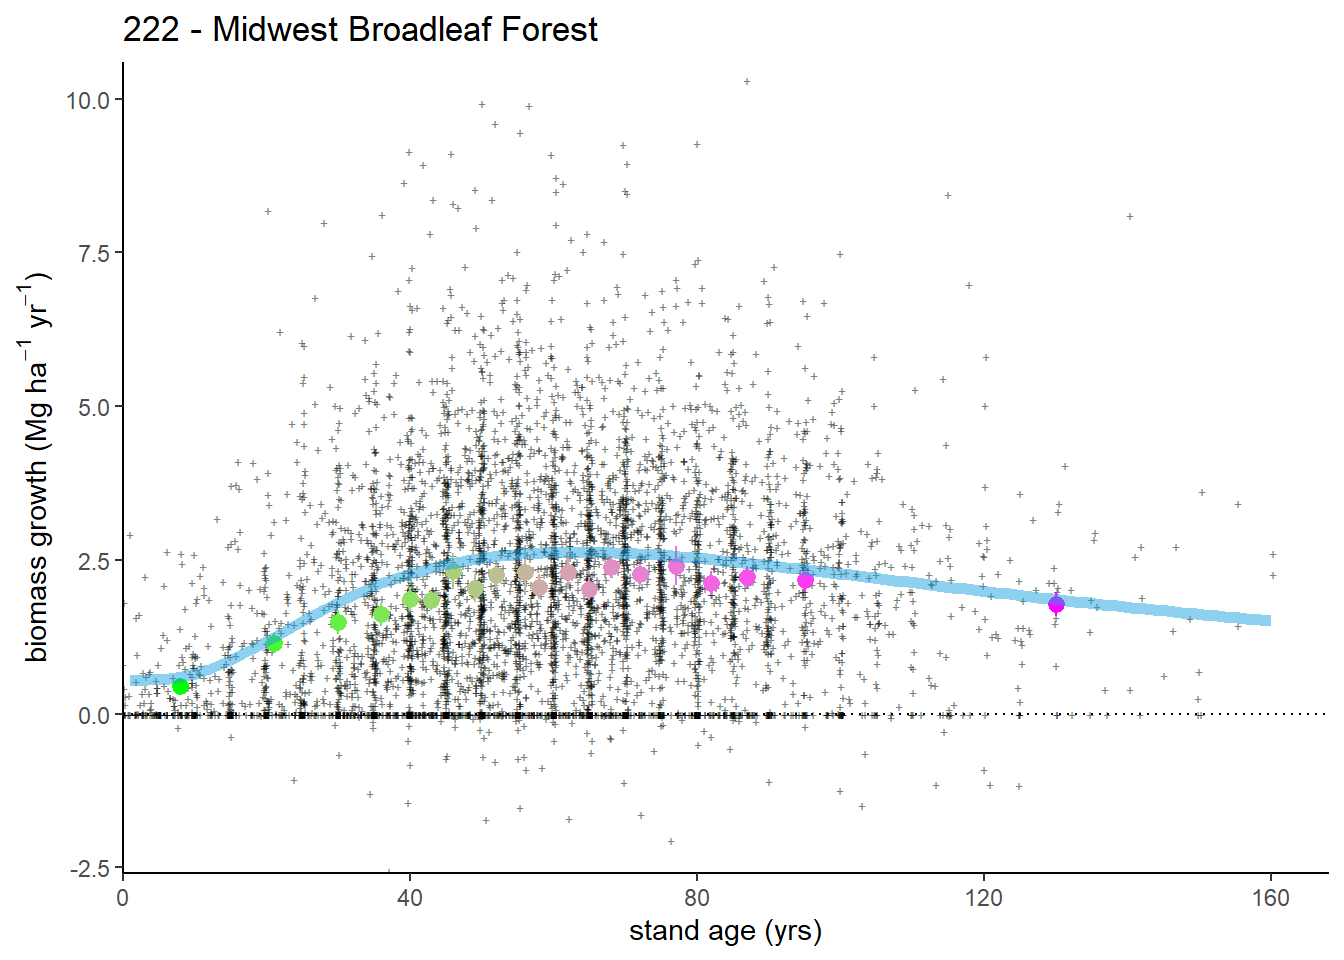 222 - Midwest Broadleaf Forest
biomass growth (Mg ha⁻¹ yr⁻¹)
10.0
7.5
5.0
2.5
0.0
-2.5
0 40 80 120 160
stand age (yrs)